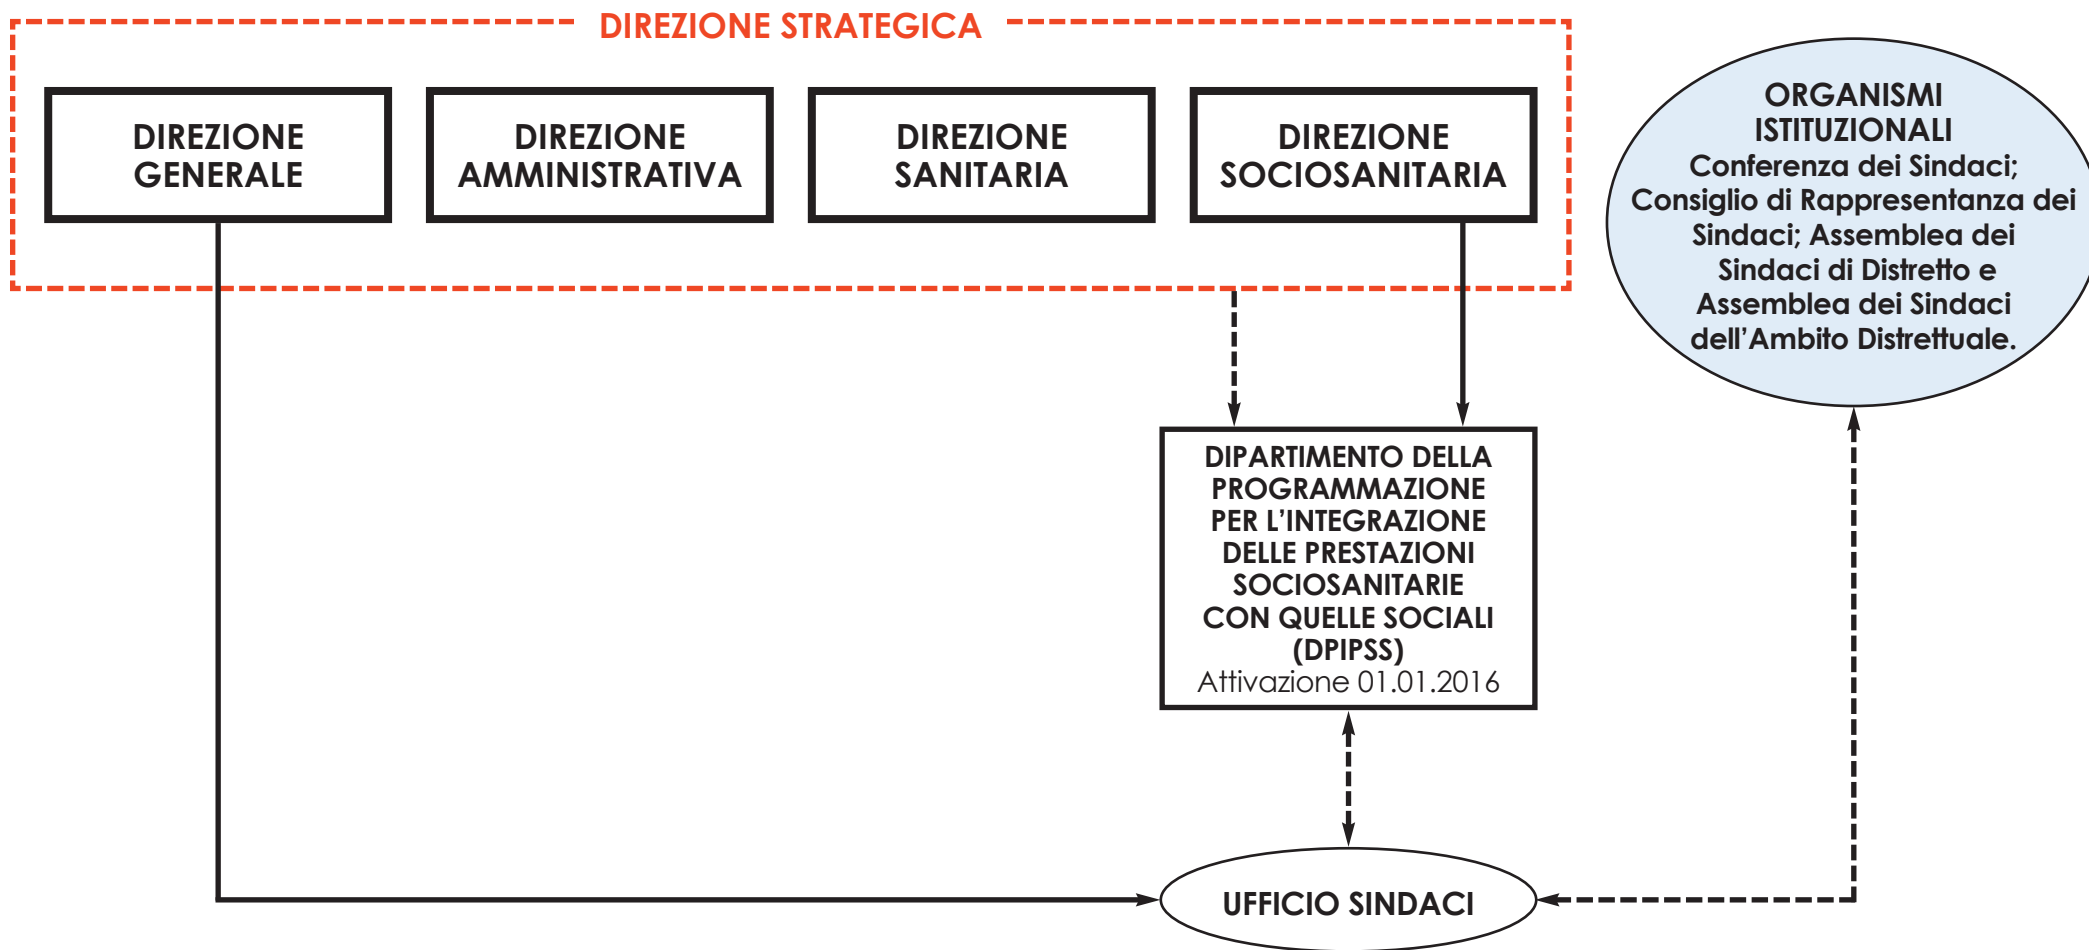 DIREZIONE STRATEGICA
DIREZIONE
GENERALE
DIREZIONE
AMMINISTRATIVA
DIREZIONE
SANITARIA
DIREZIONE
SOCIOSANITARIA
ORGANISMI
ISTITUZIONALI
Conferenza dei Sindaci;
Consiglio di Rappresentanza dei
Sindaci; Assemblea dei
Sindaci di Distretto e
Assemblea dei Sindaci
dell’Ambito Distrettuale.
DIPARTIMENTO DELLA
PROGRAMMAZIONE
PER L’INTEGRAZIONE
DELLE PRESTAZIONI
SOCIOSANITARIE
CON QUELLE SOCIALI
(DPIPSS)
Attivazione 01.01.2016
UFFICIO SINDACI